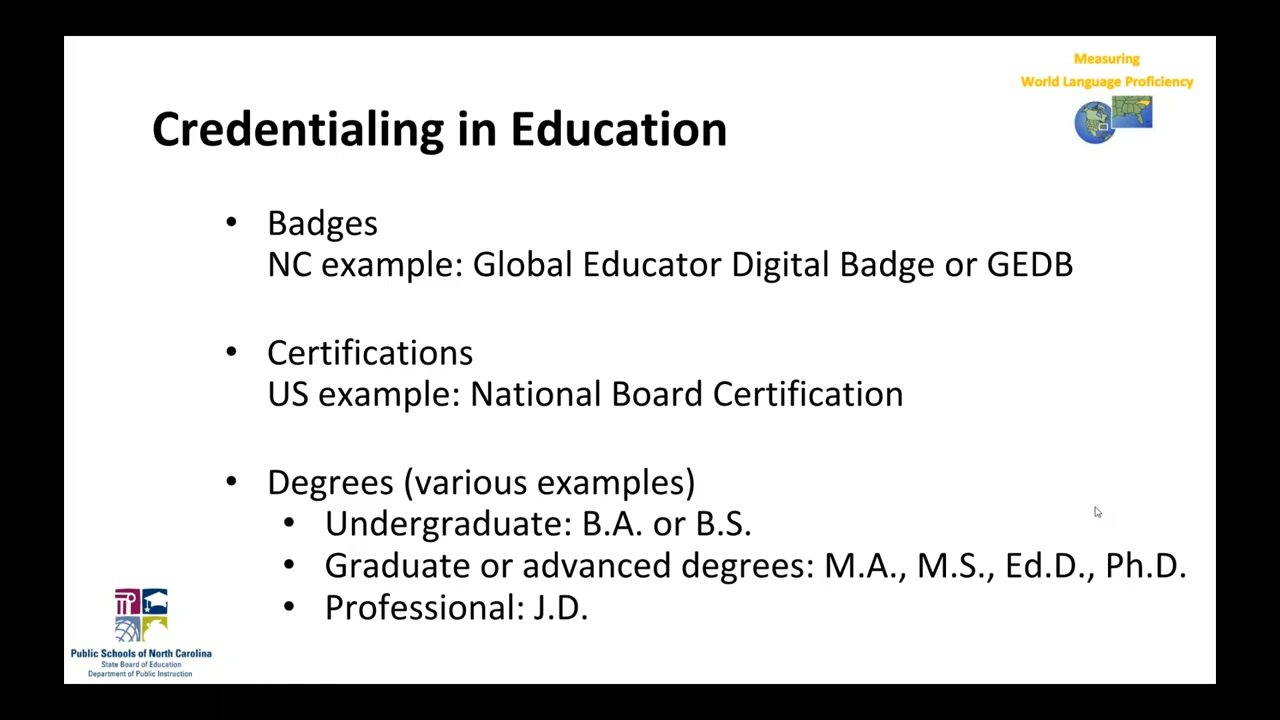 Measuring
World Language Proficiency
Credentialing in Education
• Badges
NC example: Global Educator Digital Badge or GEDB
• Certifications
US example: National Board Certification
• Degrees (various examples)
• Undergraduate: B.A. or B.S.
• Graduate or advanced degrees: M.A., M.S., Ed.D., Ph.D.
• Professional: J.D.
Public Schools of North Carolina
State Board of Education
Department of Public Instruction